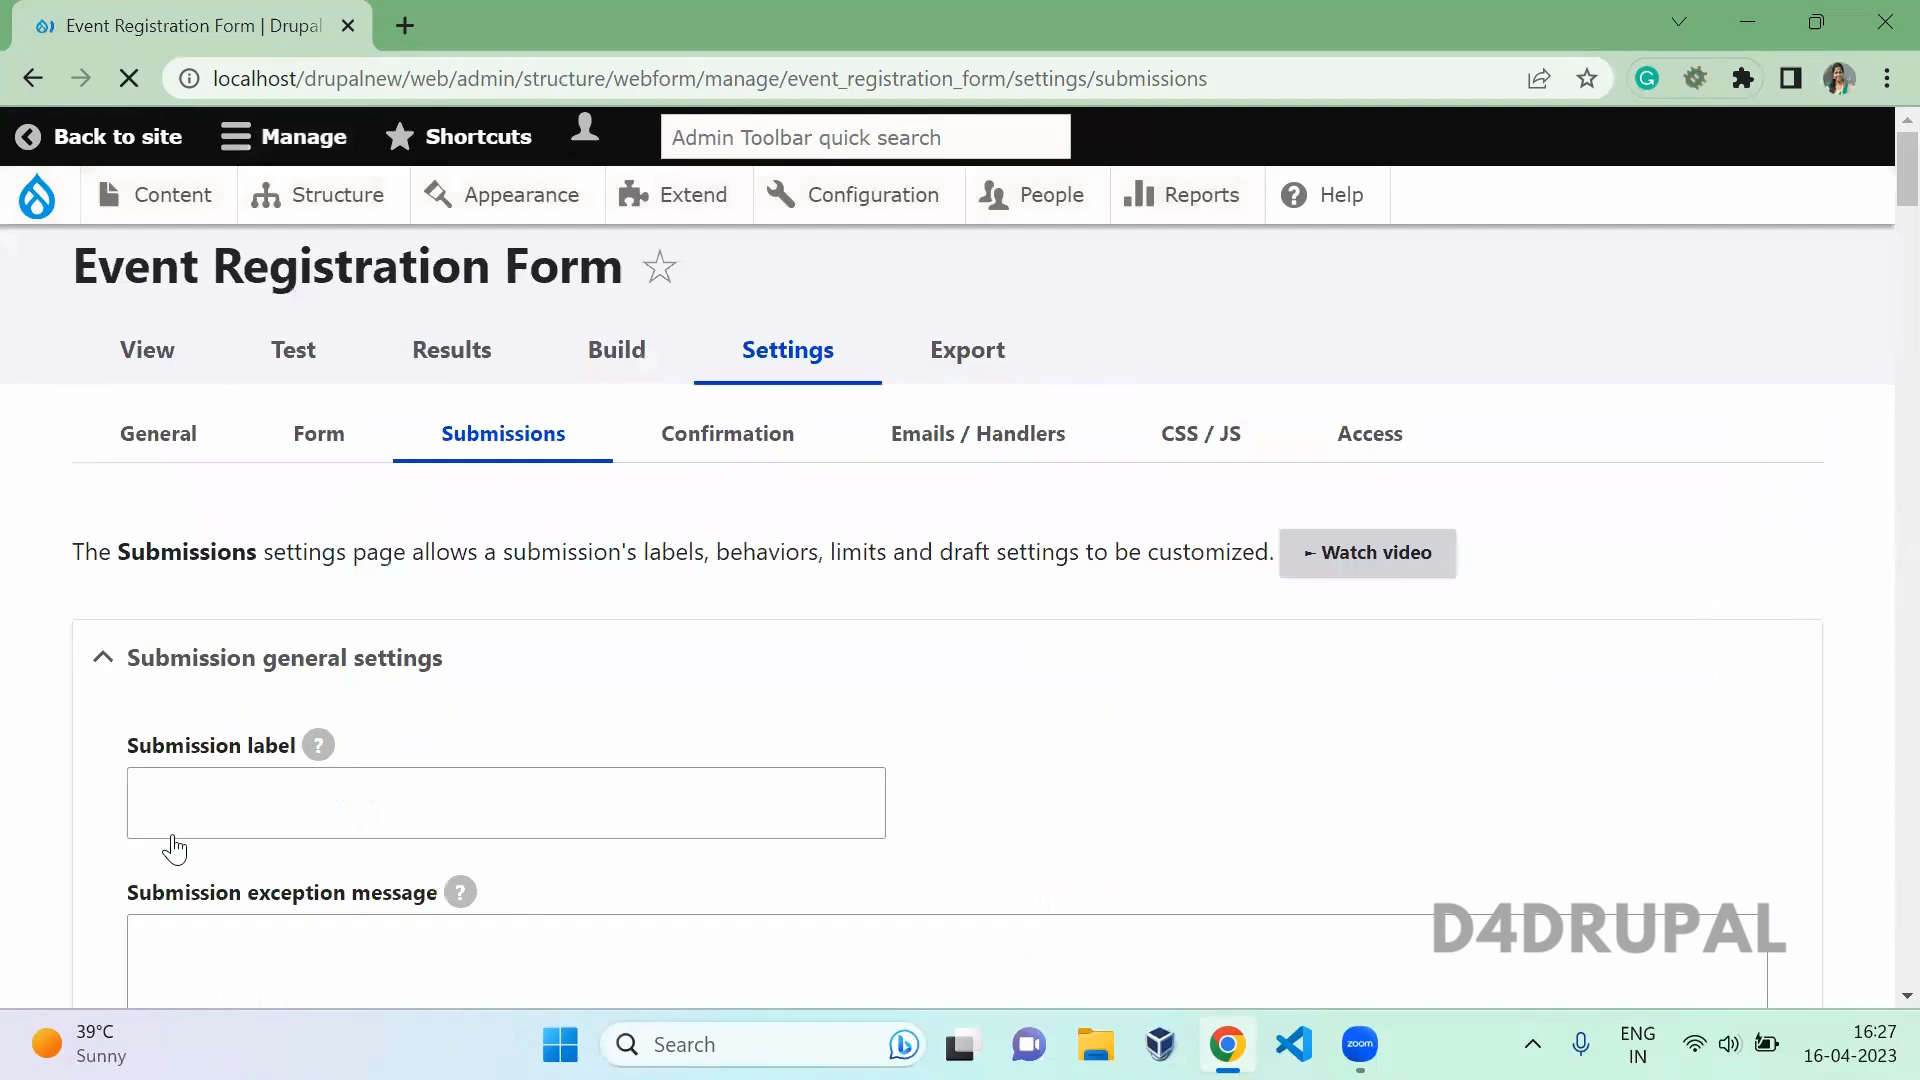 Event Registration Form | Drupal
localhost/drupalnew/web/admin/structure/webform/manage/event_registration_form/settings/submissions
Back to site
Manage
Shortcuts
Admin Toolbar quick search
Content
Structure
Appearance
Extend
Configuration
People
Reports
Help
Event Registration Form
View
Test
Results
Build
Settings
Export
General
Form
Submissions
Confirmation
Emails / Handlers
CSS / JS
Access
The Submissions settings page allows a submission's labels, behaviors, limits and draft settings to be customized.
Watch video
Submission general settings
Submission label ?
Submission exception message ?
D4DRUPAL
39°C
Sunny
Search
zoom
ENG
IN
16:27
16-04-2023